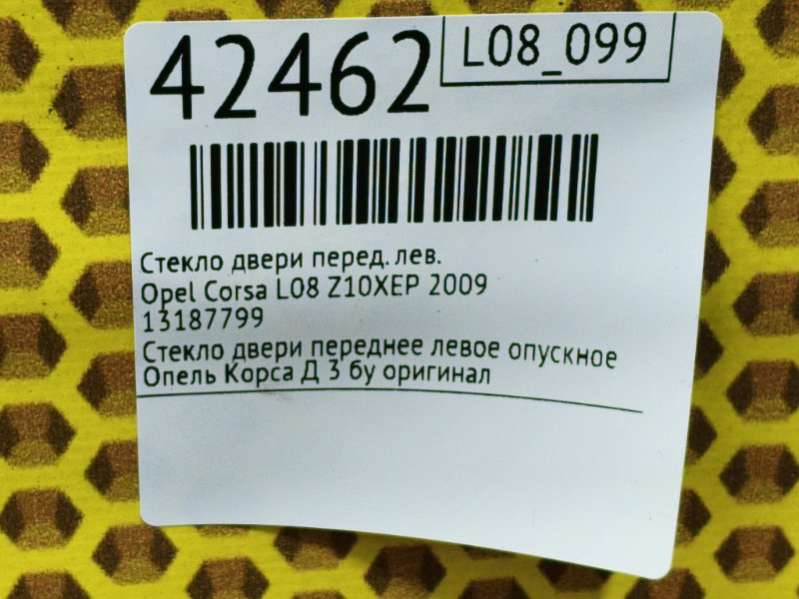 42462
L08_099
Стекло двери перед. лев.
Opel Corsa L08 Z10XEP 2009
13187799
Стекло двери переднее левое опускное
Опель Корса Д 3 бу оригинал